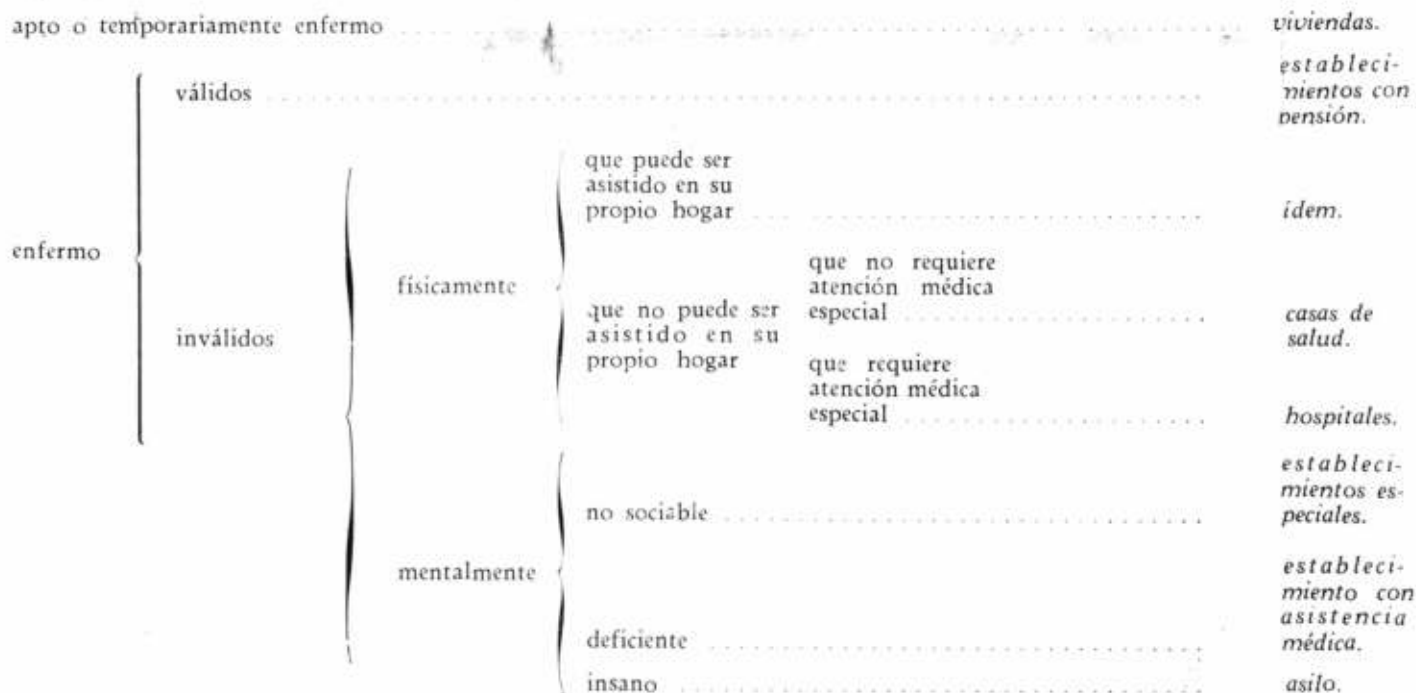 apto o temporariamente enfermo viviendas.
válidos
estableci-
mientos con
pensión.
enfermo
inválidos
físicamente
que puede ser
asistido en su
propio hogar
ídem.
que no puede ser
asistido en su
propio hogar
que no requiere
atención médica
especial
casas de
salud.
que requiere
atención médica
especial
hospitales.
mentalmente
no sociable
estableci-
mientos es-
peciales.
deficiente
estableci-
miento con
asistencia
médica.
insano
asilo.